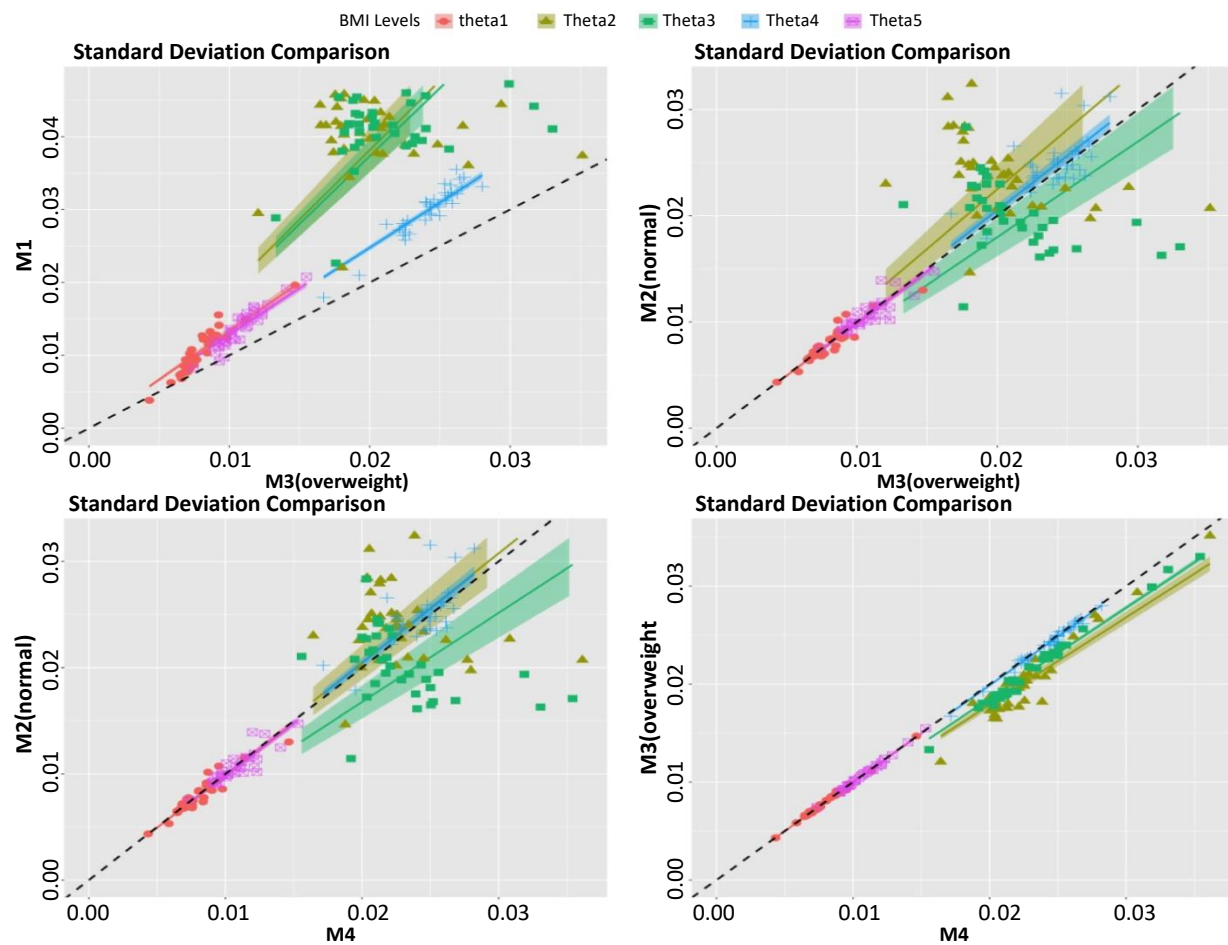 BMI Levels theta1 Theta2 Theta3 Theta4 Theta5
Standard Deviation Comparison
M1
0.04
0.03
0.02
0.01
0.00
0.00 0.01 0.02 0.03
M3(overweight)
Standard Deviation Comparison
M2(normal)
0.03
0.02
0.01
0.00
0.00 0.01 0.02 0.03
M3(overweight)
Standard Deviation Comparison
M2(normal)
0.03
0.02
0.01
0.00
0.00 0.01 0.02 0.03
M4
Standard Deviation Comparison
M3(overweight
0.03
0.02
0.01
0.00
0.00 0.01 0.02 0.03
M4